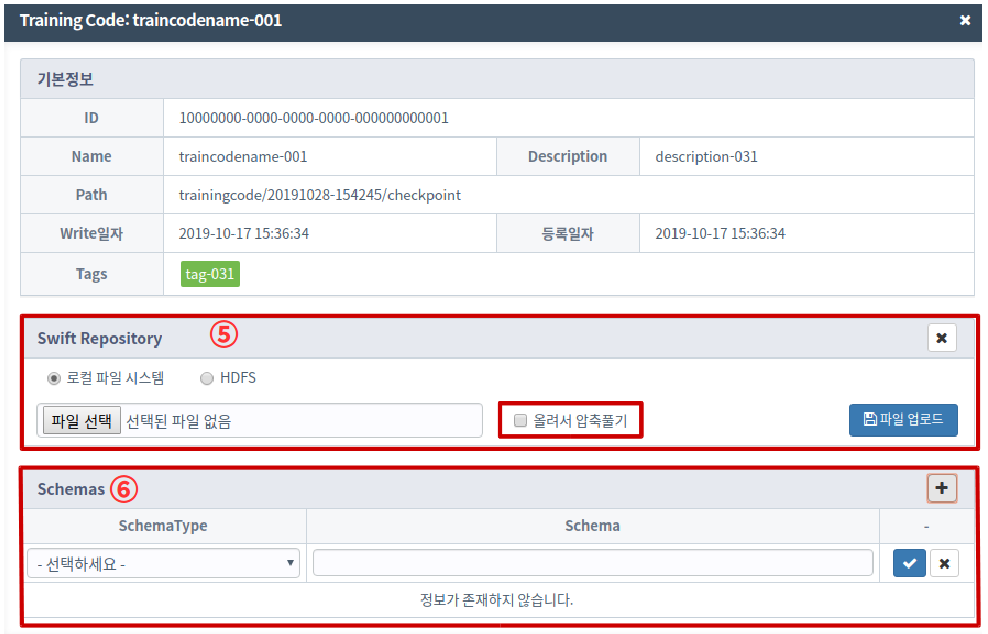 Training Code: traincodename-001 ✖
기본정보
ID 10000000-0000-0000-0000-000000000001
Name traincodename-001 Description description-031
Path trainingcode/20191028-154245/checkpoint
Write일자 2019-10-17 15:36:34 등록일자 2019-10-17 15:36:34
Tags tag-031
Swift Repository ⑤ ✖
로컬 파일 시스템 HDFS
파일 선택 선택된 파일 없음 올려서 압축풀기 파일 업로드
Schemas ⑥ +
SchemaType Schema -
- 선택하세요 -
정보가 존재하지 않습니다.